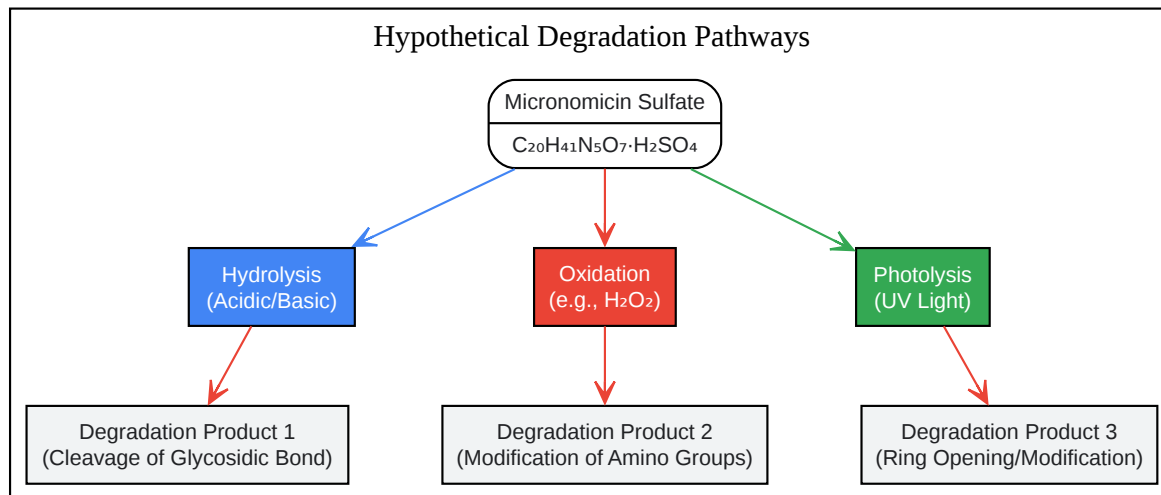 Hypothetical Degradation Pathways
Micronomicin Sulfate
C₂₀H₄₁N₅O₇·H₂SO₄
Hydrolysis
(Acidic/Basic)
Oxidation
(e.g., H₂O₂)
Photolysis
(UV Light)
Degradation Product 1
(Cleavage of Glycosidic Bond)
Degradation Product 2
(Modification of Amino Groups)
Degradation Product 3
(Ring Opening/Modification)